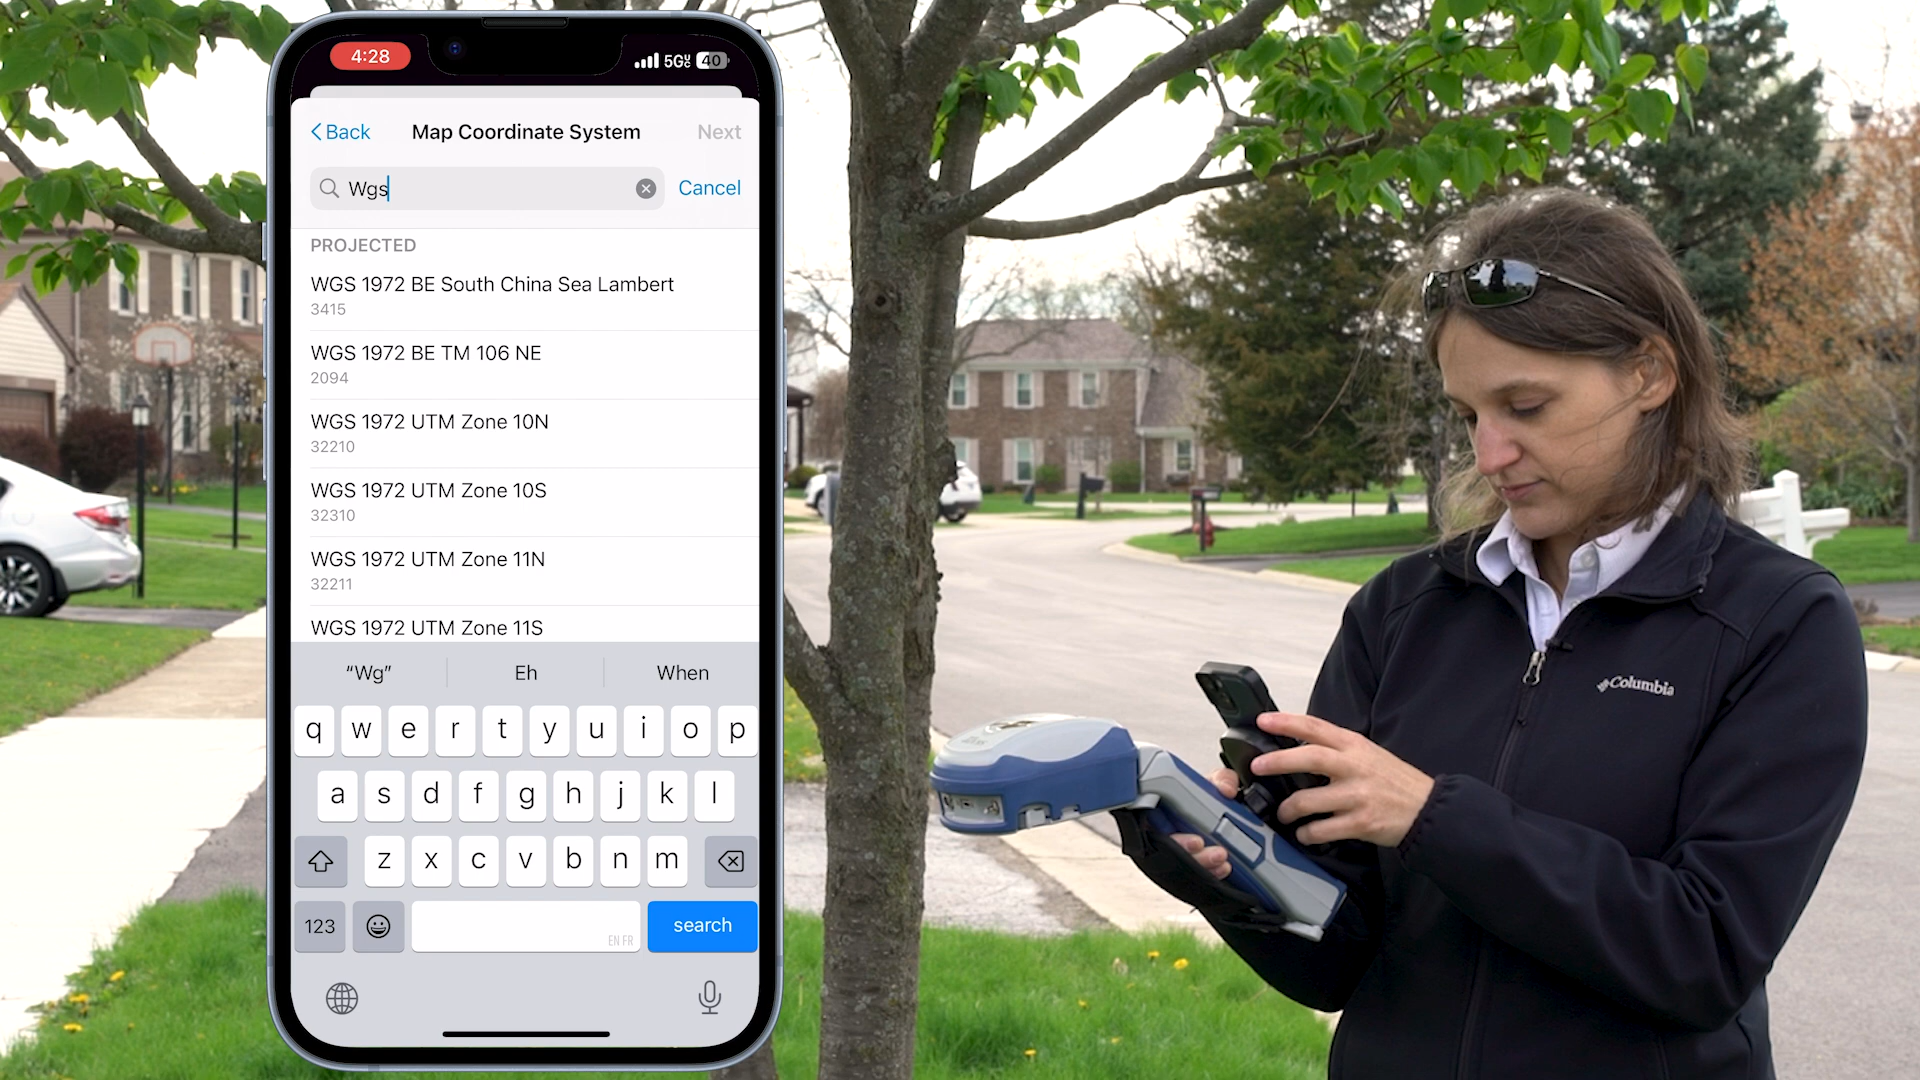 4:28
5G 40
Back Map Coordinate System Next
Wgs Cancel
PROJECTED
WGS 1972 BE South China Sea Lambert
3415
WGS 1972 BE TM 106 NE
2094
WGS 1972 UTM Zone 10N
32210
WGS 1972 UTM Zone 10S
32310
WGS 1972 UTM Zone 11N
32211
WGS 1972 UTM Zone 11S
“Wg” Eh When
q w e r t y u i o p
a s d f g h j k l
z x c v b n m
123 EN FR search
Columbia